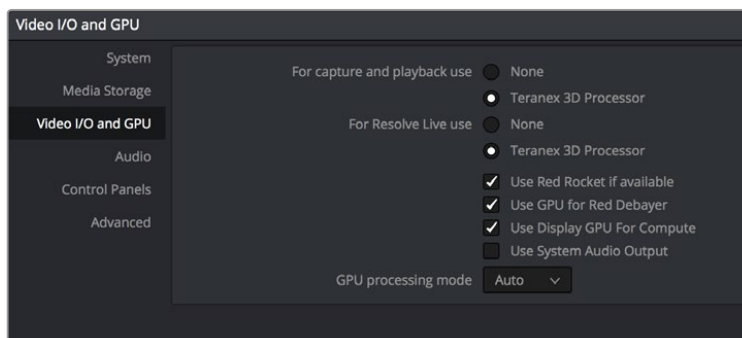 Video I/O and GPU
System
Media Storage
Video I/O and GPU
Audio
Control Panels
Advanced
For capture and playback use None
Teranex 3D Processor
For Resolve Live use None
Teranex 3D Processor
Use Red Rocket if available
Use GPU for Red Debayer
Use Display GPU For Compute
Use System Audio Output
GPU processing mode Auto